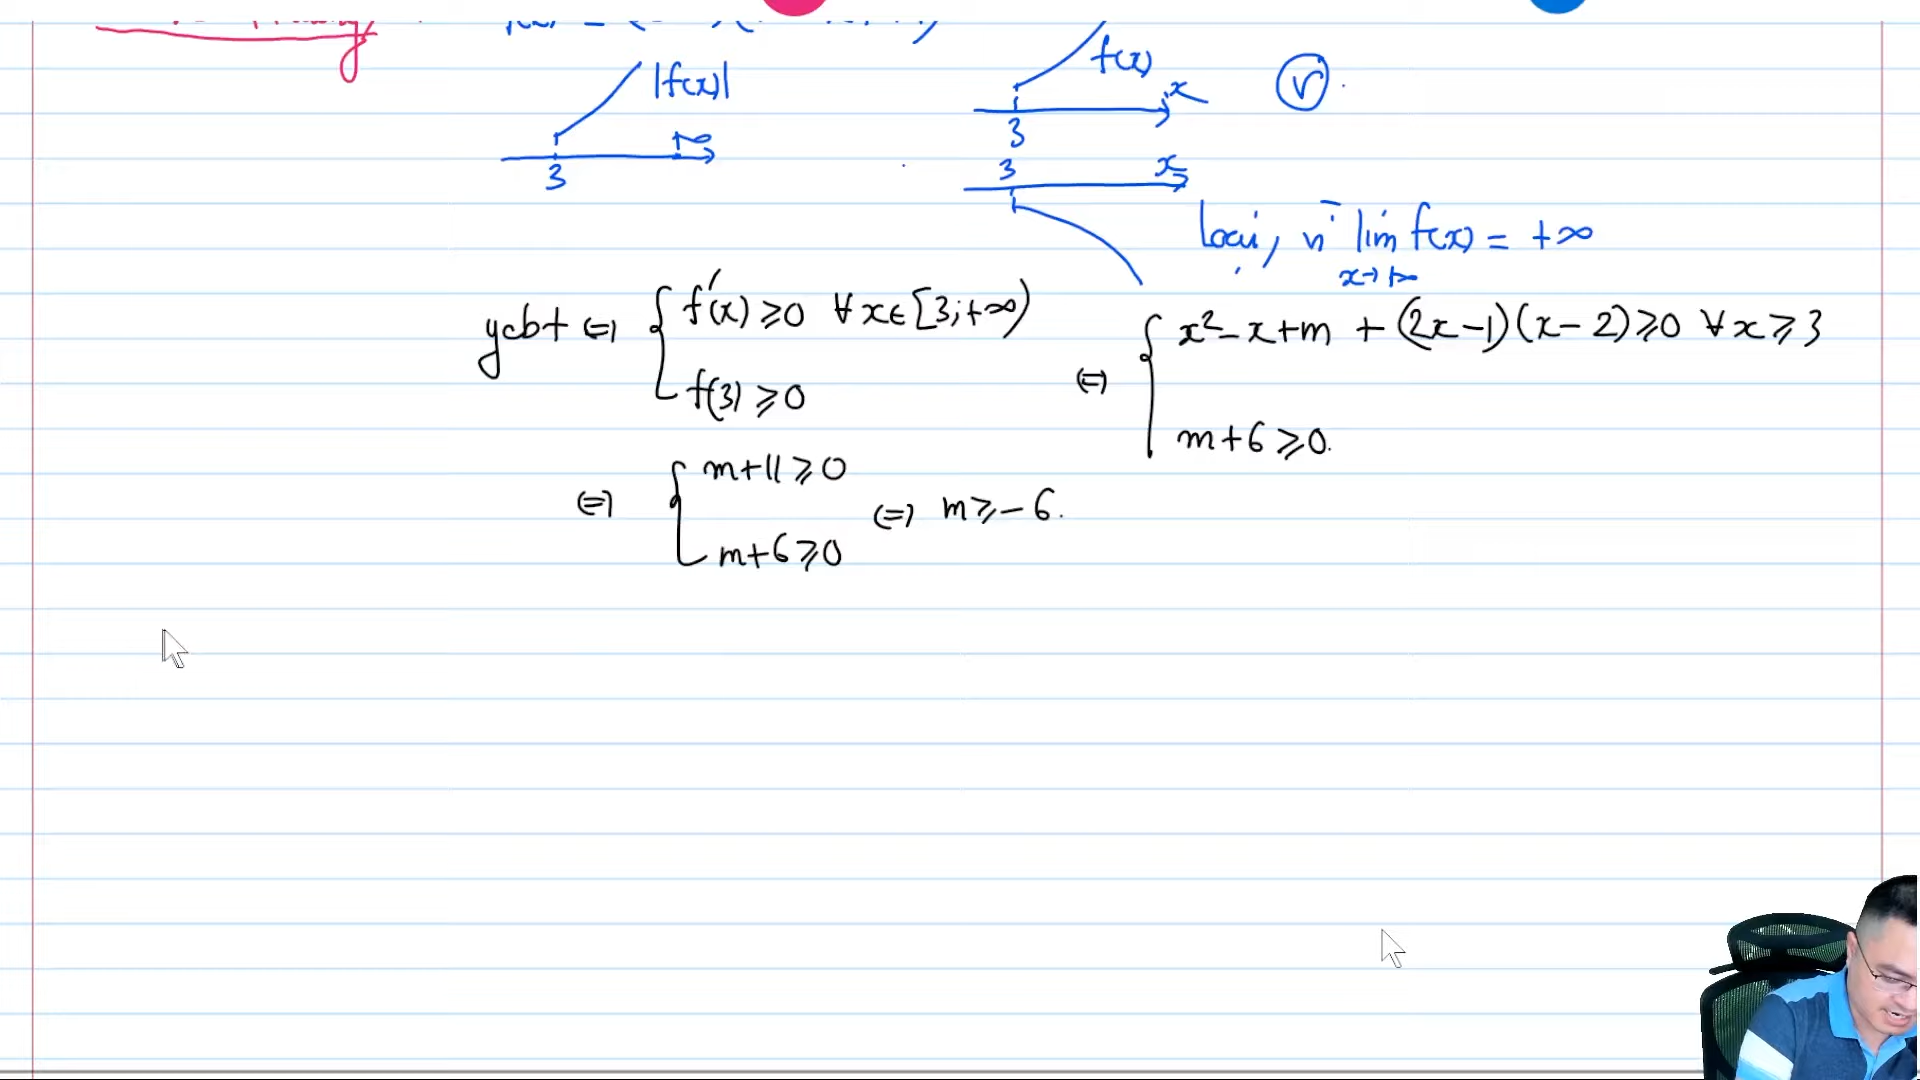 |f(x)|
f(x)
x
V
3
+∞
3
3
x
Loại, vì lim f(x) = +∞
x→+∞
ycbt ⇔ { f'(x) ≥ 0 ∀x∈[3;+∞)
f(3) ≥ 0
⇔ { x² − x + m + (2x−1)(x−2) ≥ 0 ∀x ≥ 3
m + 6 ≥ 0.
⇔ { m + 11 ≥ 0
m + 6 ≥ 0
⇔ m ≥ −6.